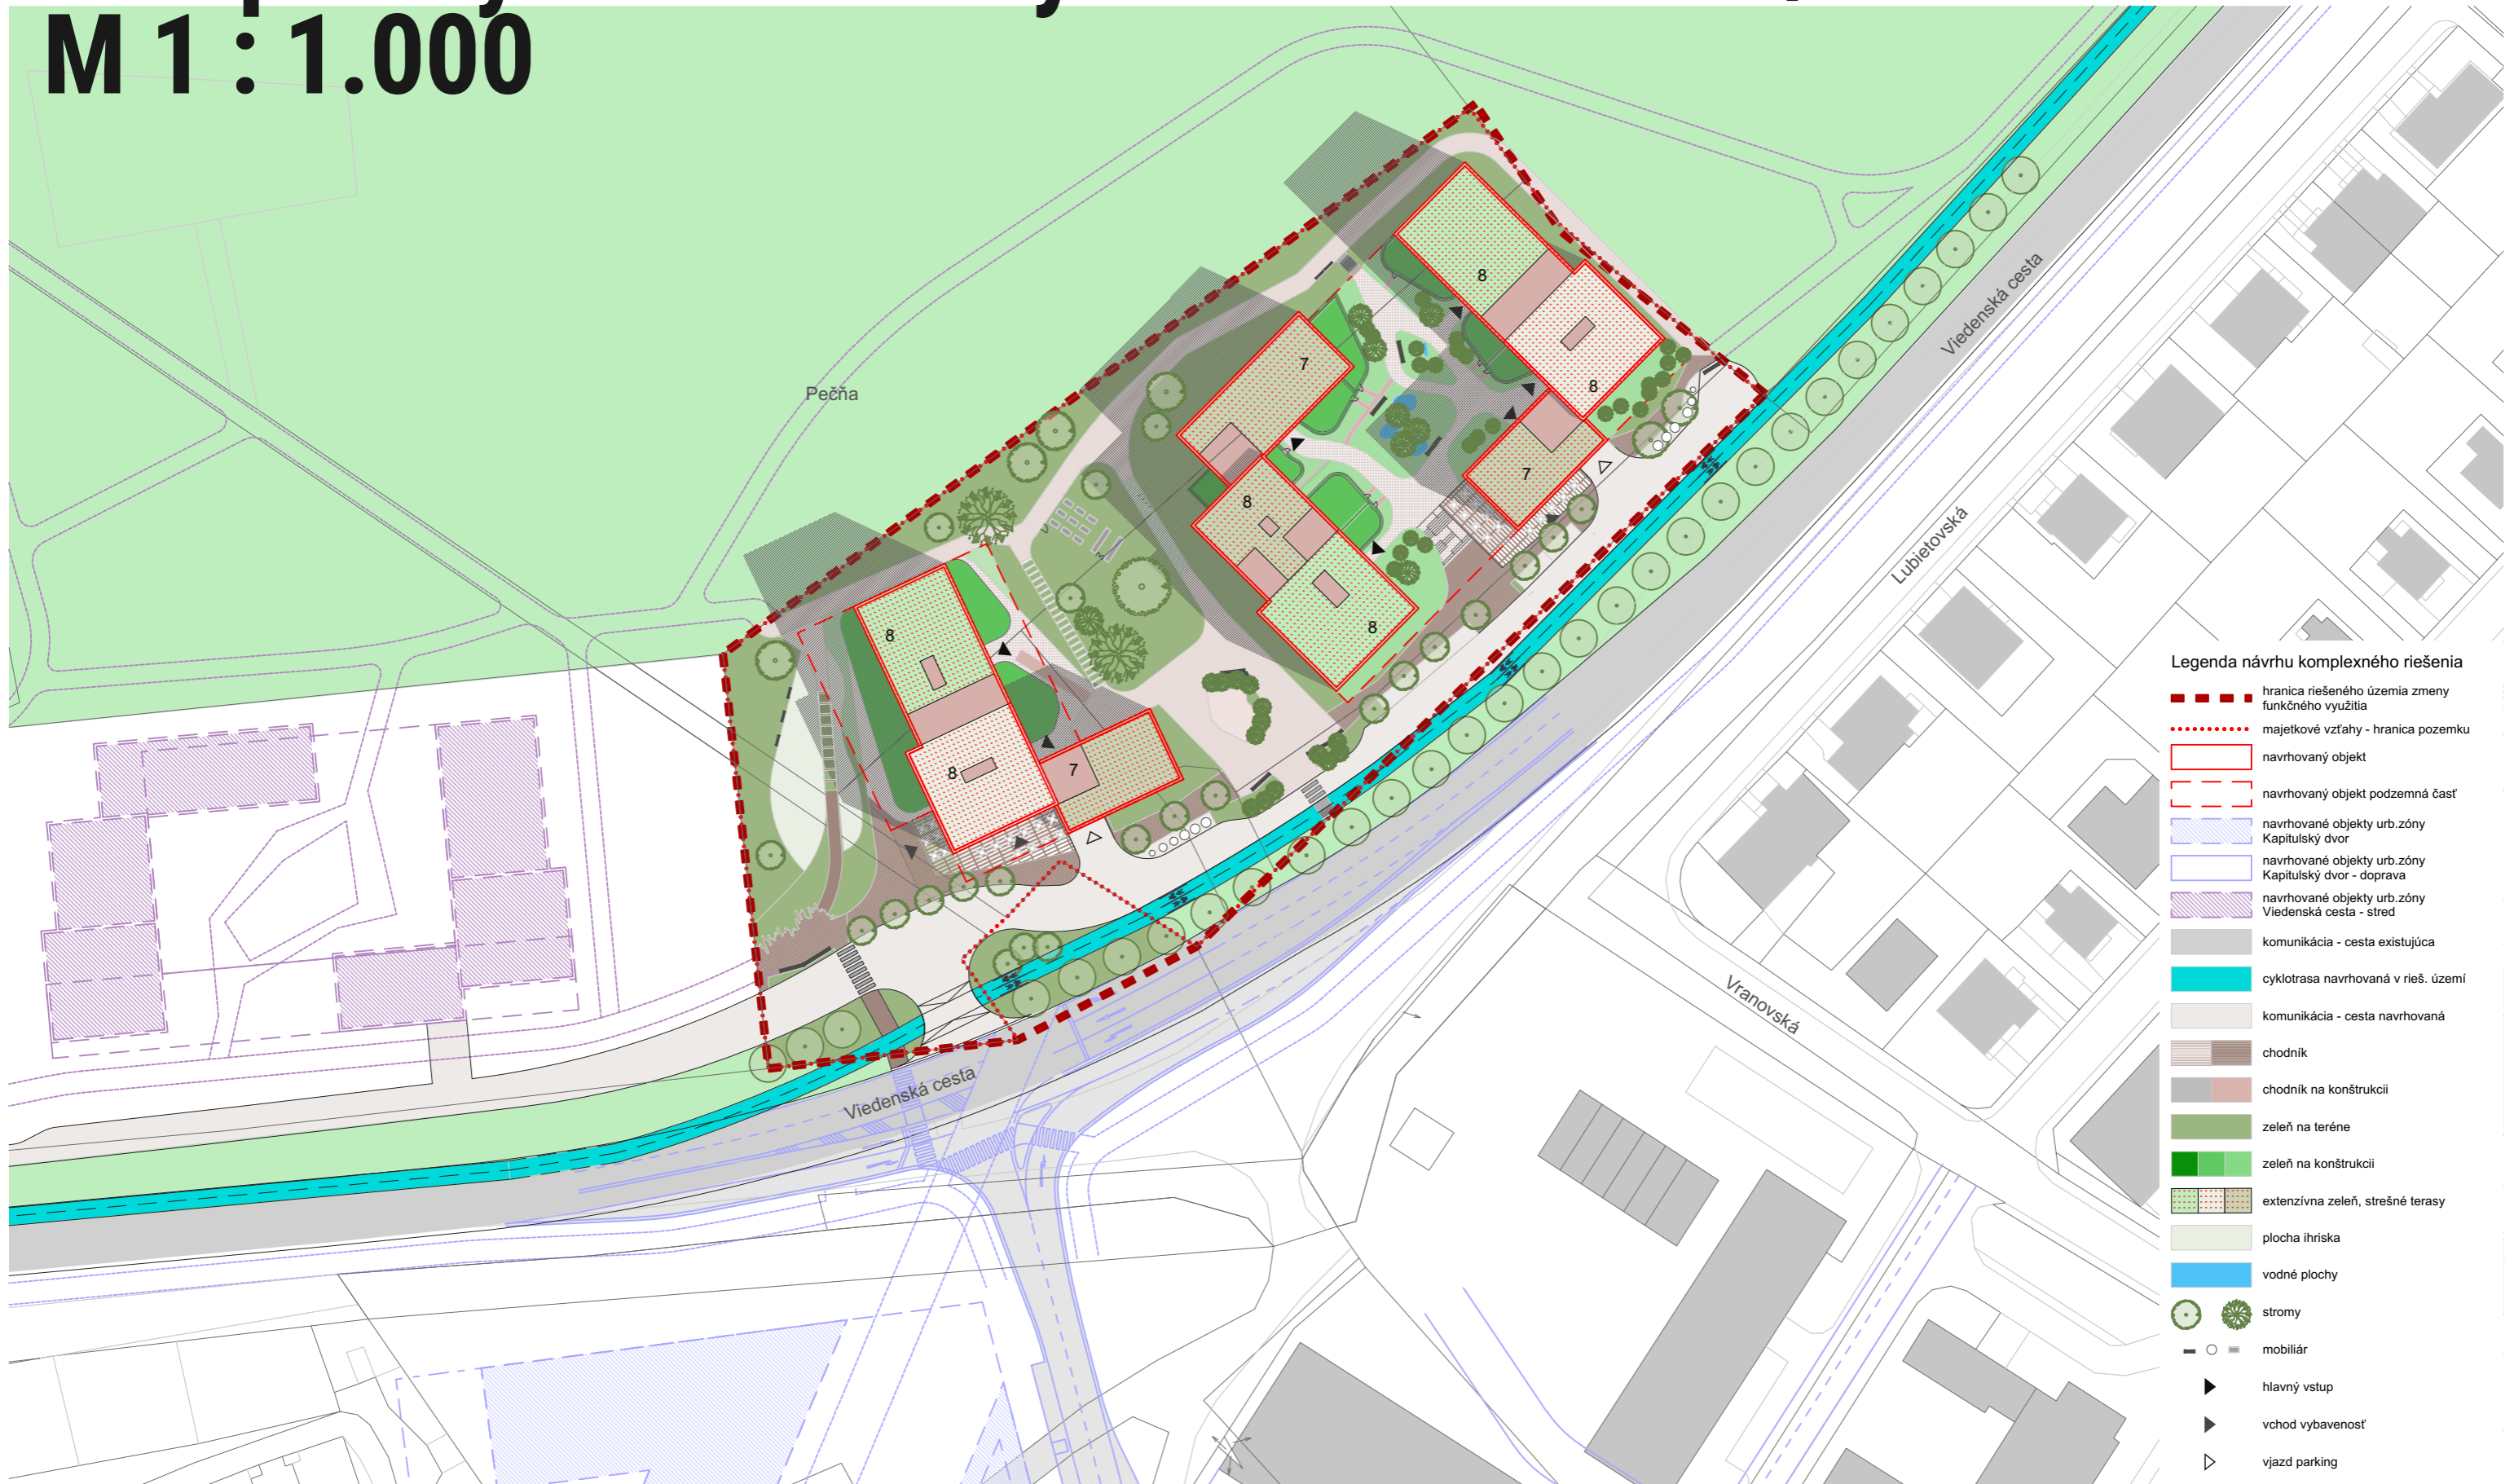 M 1 : 1.000
Pečňa
Viedenská cesta
Lubietovská
Vranovská
Viedenská cesta
8
8
7
7
8
8
8
8
7
Legenda návrhu komplexného riešenia
hranica riešeného územia zmeny
funkčného využitia
majetkové vzťahy - hranica pozemku
navrhovaný objekt
navrhovaný objekt podzemná časť
navrhované objekty urb.zóny
Kapitulský dvor
navrhované objekty urb.zóny
Kapitulský dvor - doprava
navrhované objekty urb.zóny
Viedenská cesta - stred
komunikácia - cesta existujúca
cyklotrasa navrhovaná v rieš. území
komunikácia - cesta navrhovaná
chodník
chodník na konštrukcii
zeleň na teréne
zeleň na konštrukcii
extenzívna zeleň, strešné terasy
plocha ihriska
vodné plochy
stromy
mobiliár
hlavný vstup
vchod vybavenosť
vjazd parking